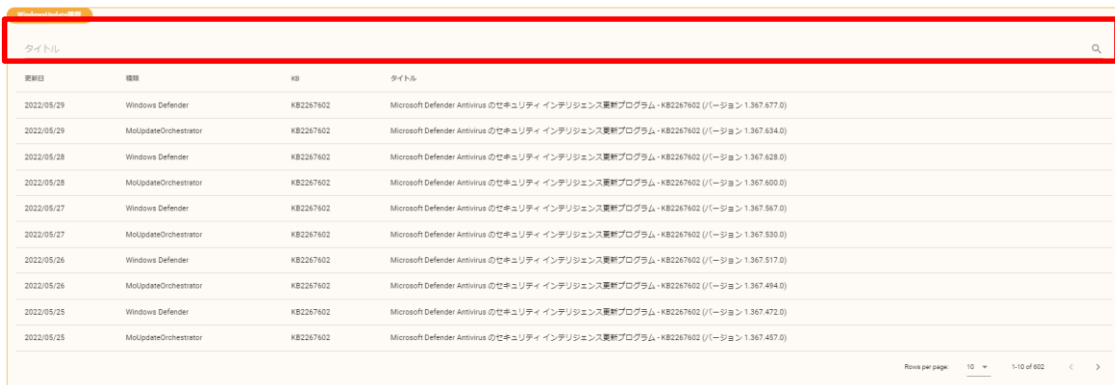 WindowsUpdate情報
タイトル
更新日 種類 KB タイトル
2022/05/29 Windows Defender KB2267602 Microsoft Defender Antivirus のセキュリティ インテリジェンス更新プログラム - KB2267602 (バージョン 1.367.677.0)
2022/05/29 MoUpdateOrchestrator KB2267602 Microsoft Defender Antivirus のセキュリティ インテリジェンス更新プログラム - KB2267602 (バージョン 1.367.634.0)
2022/05/28 Windows Defender KB2267602 Microsoft Defender Antivirus のセキュリティ インテリジェンス更新プログラム - KB2267602 (バージョン 1.367.628.0)
2022/05/28 MoUpdateOrchestrator KB2267602 Microsoft Defender Antivirus のセキュリティ インテリジェンス更新プログラム - KB2267602 (バージョン 1.367.600.0)
2022/05/27 Windows Defender KB2267602 Microsoft Defender Antivirus のセキュリティ インテリジェンス更新プログラム - KB2267602 (バージョン 1.367.567.0)
2022/05/27 MoUpdateOrchestrator KB2267602 Microsoft Defender Antivirus のセキュリティ インテリジェンス更新プログラム - KB2267602 (バージョン 1.367.530.0)
2022/05/26 Windows Defender KB2267602 Microsoft Defender Antivirus のセキュリティ インテリジェンス更新プログラム - KB2267602 (バージョン 1.367.517.0)
2022/05/26 MoUpdateOrchestrator KB2267602 Microsoft Defender Antivirus のセキュリティ インテリジェンス更新プログラム - KB2267602 (バージョン 1.367.494.0)
2022/05/25 Windows Defender KB2267602 Microsoft Defender Antivirus のセキュリティ インテリジェンス更新プログラム - KB2267602 (バージョン 1.367.472.0)
2022/05/25 MoUpdateOrchestrator KB2267602 Microsoft Defender Antivirus のセキュリティ インテリジェンス更新プログラム - KB2267602 (バージョン 1.367.457.0)
Rows per page: 10 1-10 of 602